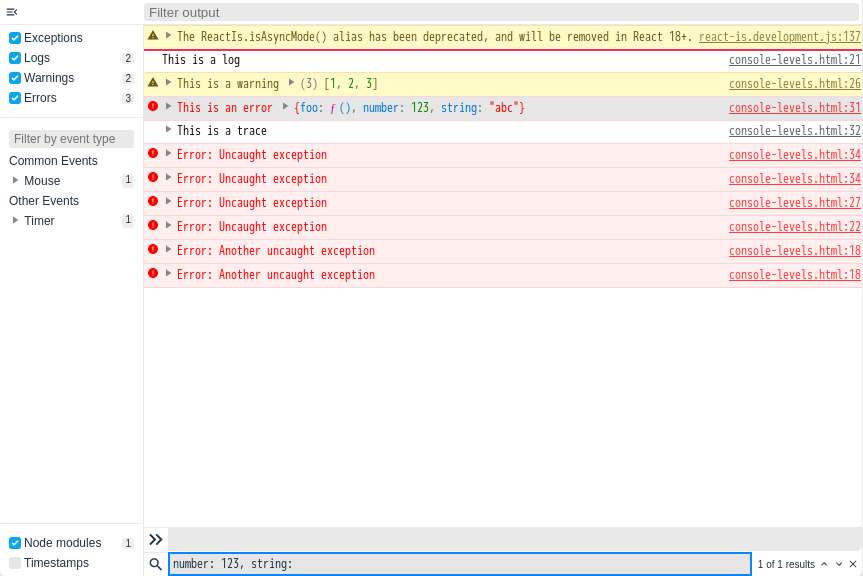 Filter output
Exceptions
Logs 2
Warnings 2
Errors 3
Filter by event type
Common Events
Mouse 1
Other Events
Timer 1
Node modules 1
Timestamps
The ReactIs.isAsyncMode() alias has been deprecated, and will be removed in React 18+. react-is.development.js:137
This is a log console-levels.html:21
This is a warning (3) [1, 2, 3] console-levels.html:26
This is an error {foo: ƒ (), number: 123, string: "abc"} console-levels.html:31
This is a trace console-levels.html:32
Error: Uncaught exception console-levels.html:34
Error: Uncaught exception console-levels.html:34
Error: Uncaught exception console-levels.html:27
Error: Uncaught exception console-levels.html:22
Error: Another uncaught exception console-levels.html:18
Error: Another uncaught exception console-levels.html:18
number: 123, string: 1 of 1 results